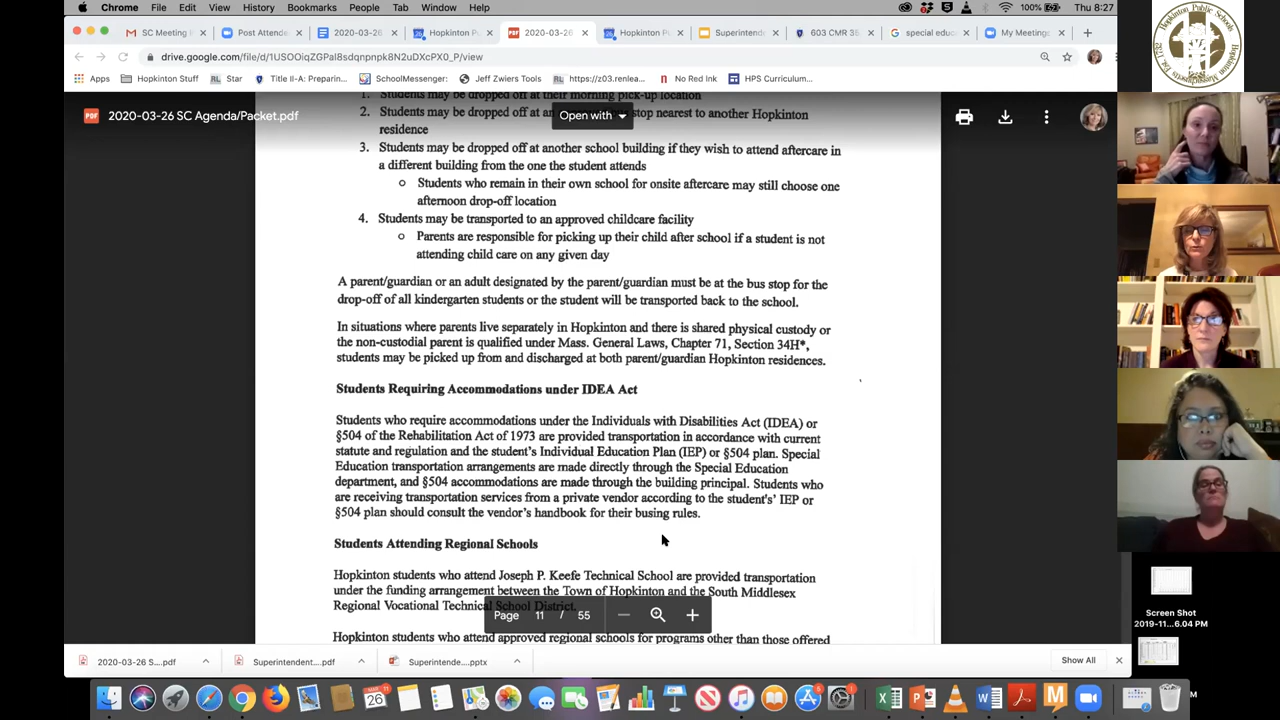 Chrome File Edit View History Bookmarks People Tab Window Help 100% Thu 8:27
SC Meeting Post Attende 2020-03-26 Hopkinton Pu 2020-03-26 Hopkinton P Superintend 603 CMR 35 special educ My Meeting
drive.google.com/file/d/1USOOiqZGPal8sdqnpnpk8N2uDXcPX0_P/view
Apps Hopkinton Stuff Star Title II-A: Preparin... SchoolMessenger: Jeff Zwiers Tools https://z03.renlea... No Red Ink HPS Curriculum...
1. Students may be dropped off at their morning pick-up location
PDF 2020-03-26 SC Agenda/Packet.pdf
Open with
2. Students may be dropped off at an stop nearest to another Hopkinton
residence
3. Students may be dropped off at another school building if they wish to attend aftercare in
a different building from the one the student attends
○ Students who remain in their own school for onsite aftercare may still choose one
afternoon drop-off location
4. Students may be transported to an approved childcare facility
○ Parents are responsible for picking up their child after school if a student is not
attending child care on any given day
A parent/guardian or an adult designated by the parent/guardian must be at the bus stop for the
drop-off of all kindergarten students or the student will be transported back to the school.
In situations where parents live separately in Hopkinton and there is shared physical custody or
the non-custodial parent is qualified under Mass. General Laws, Chapter 71, Section 34H*,
students may be picked up from and discharged at both parent/guardian Hopkinton residences.
Students Requiring Accommodations under IDEA Act
Students who require accommodations under the Individuals with Disabilities Act (IDEA) or
§504 of the Rehabilitation Act of 1973 are provided transportation in accordance with current
statute and regulation and the student's Individual Education Plan (IEP) or §504 plan. Special
Education transportation arrangements are made directly through the Special Education
department, and §504 accommodations are made through the building principal. Students who
are receiving transportation services from a private vendor according to the student's' IEP or
§504 plan should consult the vendor's handbook for their busing rules.
Students Attending Regional Schools
Hopkinton students who attend Joseph P. Keefe Technical School are provided transportation
under the funding arrangement between the Town of Hopkinton and the South Middlesex
Regional Vocational Technical School District.
Page 11 / 55
Hopkinton students who attend approved regional schools for programs other than those offered
2020-03-26 S....pdf Superintendent....pdf Superintende....pptx Show All
Hopkinton Public Schools
Screen Shot
2019-11...6.04 PM